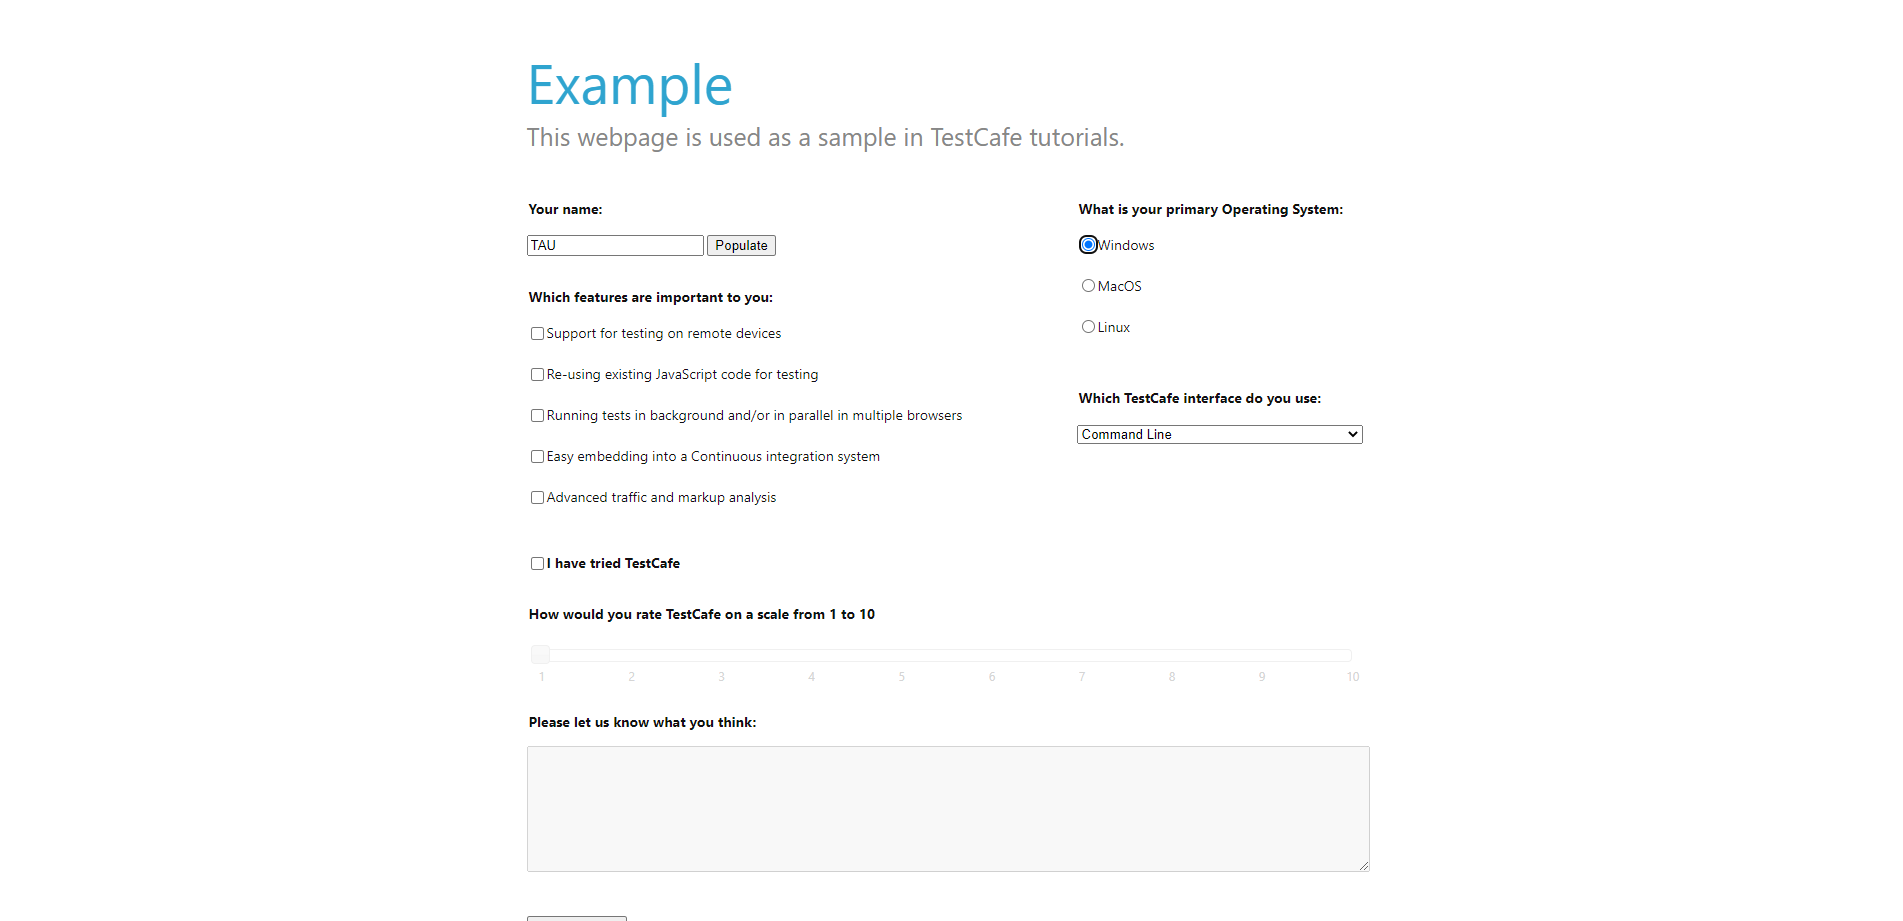 Example
This webpage is used as a sample in TestCafe tutorials.
Your name:
TAU
Populate
Which features are important to you:
Support for testing on remote devices
Re-using existing JavaScript code for testing
Running tests in background and/or in parallel in multiple browsers
Easy embedding into a Continuous integration system
Advanced traffic and markup analysis
What is your primary Operating System:
Windows
MacOS
Linux
Which TestCafe interface do you use:
Command Line
I have tried TestCafe
How would you rate TestCafe on a scale from 1 to 10
1 2 3 4 5 6 7 8 9 10
Please let us know what you think: